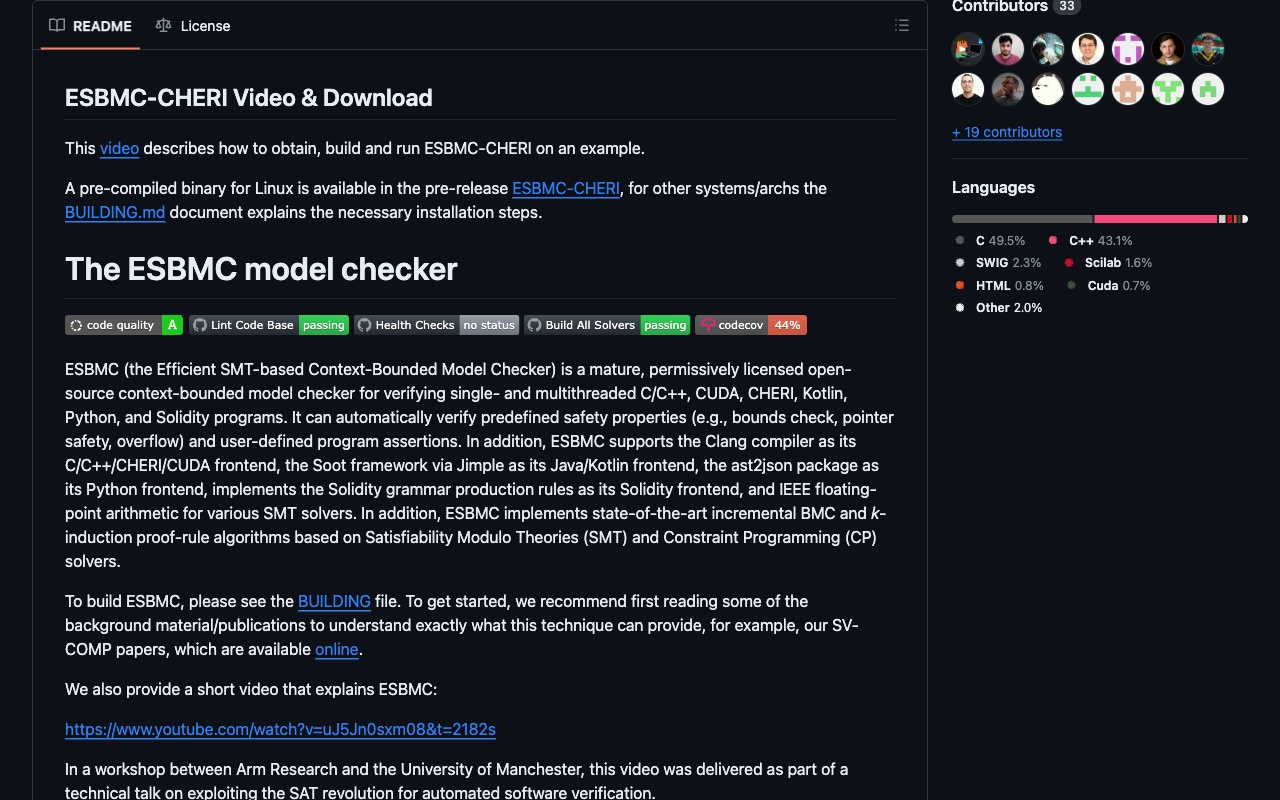 README
License
ESBMC-CHERI Video & Download
This video describes how to obtain, build and run ESBMC-CHERI on an example.
A pre-compiled binary for Linux is available in the pre-release ESBMC-CHERI, for other systems/archs the
BUILDING.md document explains the necessary installation steps.
The ESBMC model checker
code quality A Lint Code Base passing Health Checks no status Build All Solvers passing codecov 44%
ESBMC (the Efficient SMT-based Context-Bounded Model Checker) is a mature, permissively licensed open-
source context-bounded model checker for verifying single- and multithreaded C/C++, CUDA, CHERI, Kotlin,
Python, and Solidity programs. It can automatically verify predefined safety properties (e.g., bounds check, pointer
safety, overflow) and user-defined program assertions. In addition, ESBMC supports the Clang compiler as its
C/C++/CHERI/CUDA frontend, the Soot framework via Jimple as its Java/Kotlin frontend, the ast2json package as
its Python frontend, implements the Solidity grammar production rules as its Solidity frontend, and IEEE floating-
point arithmetic for various SMT solvers. In addition, ESBMC implements state-of-the-art incremental BMC and k-
induction proof-rule algorithms based on Satisfiability Modulo Theories (SMT) and Constraint Programming (CP)
solvers.
To build ESBMC, please see the BUILDING file. To get started, we recommend first reading some of the
background material/publications to understand exactly what this technique can provide, for example, our SV-
COMP papers, which are available online.
We also provide a short video that explains ESBMC:
https://www.youtube.com/watch?v=uJ5Jn0sxm08&t=2182s
In a workshop between Arm Research and the University of Manchester, this video was delivered as part of a
technical talk on exploiting the SAT revolution for automated software verification.
Contributors 33
+ 19 contributors
Languages
C 49.5% C++ 43.1%
SWIG 2.3% Scilab 1.6%
HTML 0.8% Cuda 0.7%
Other 2.0%